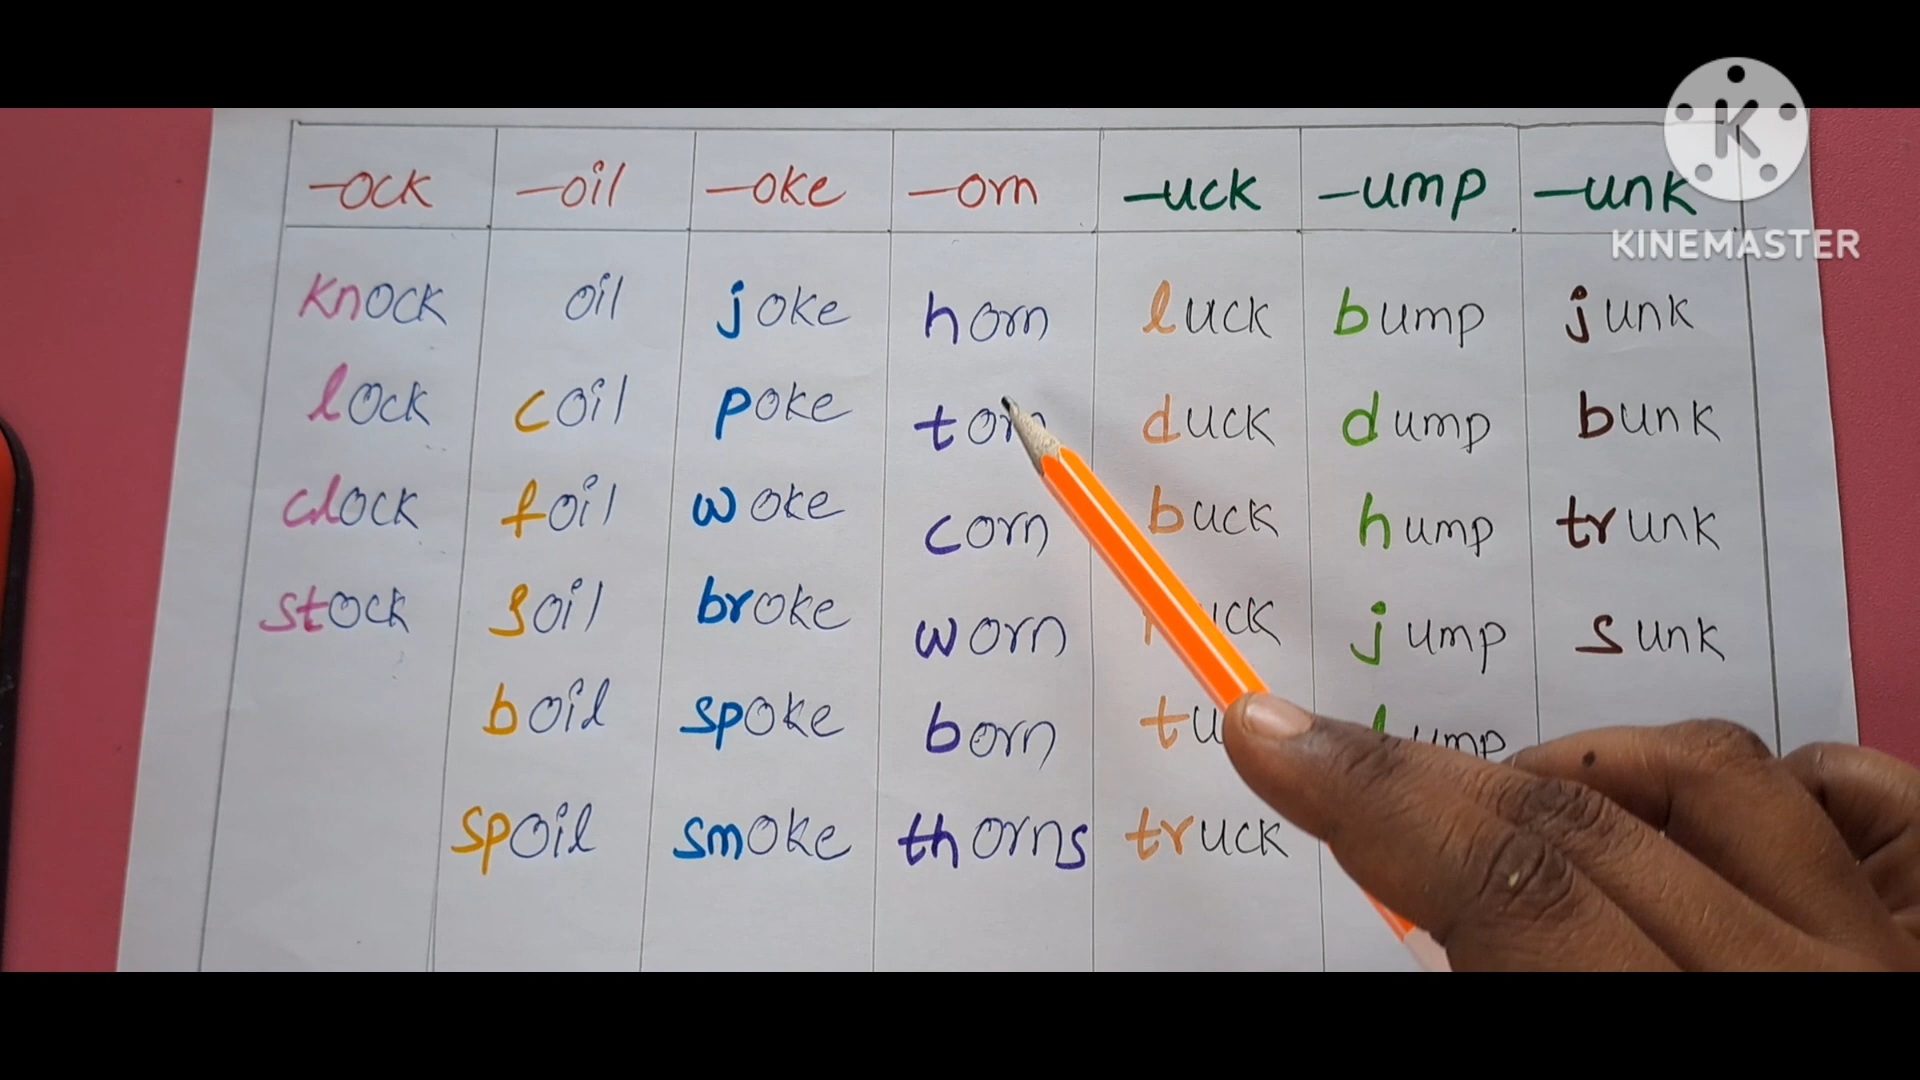 -ock -oil -oke -orn -uck -ump -unk
knock oil joke horn luck bump junk
lock coil poke torn duck dump bunk
clock foil woke corn buck hump trunk
stock soil broke worn jump sunk
boil spoke born
spoil smoke thorns truck
K
KINEMASTER